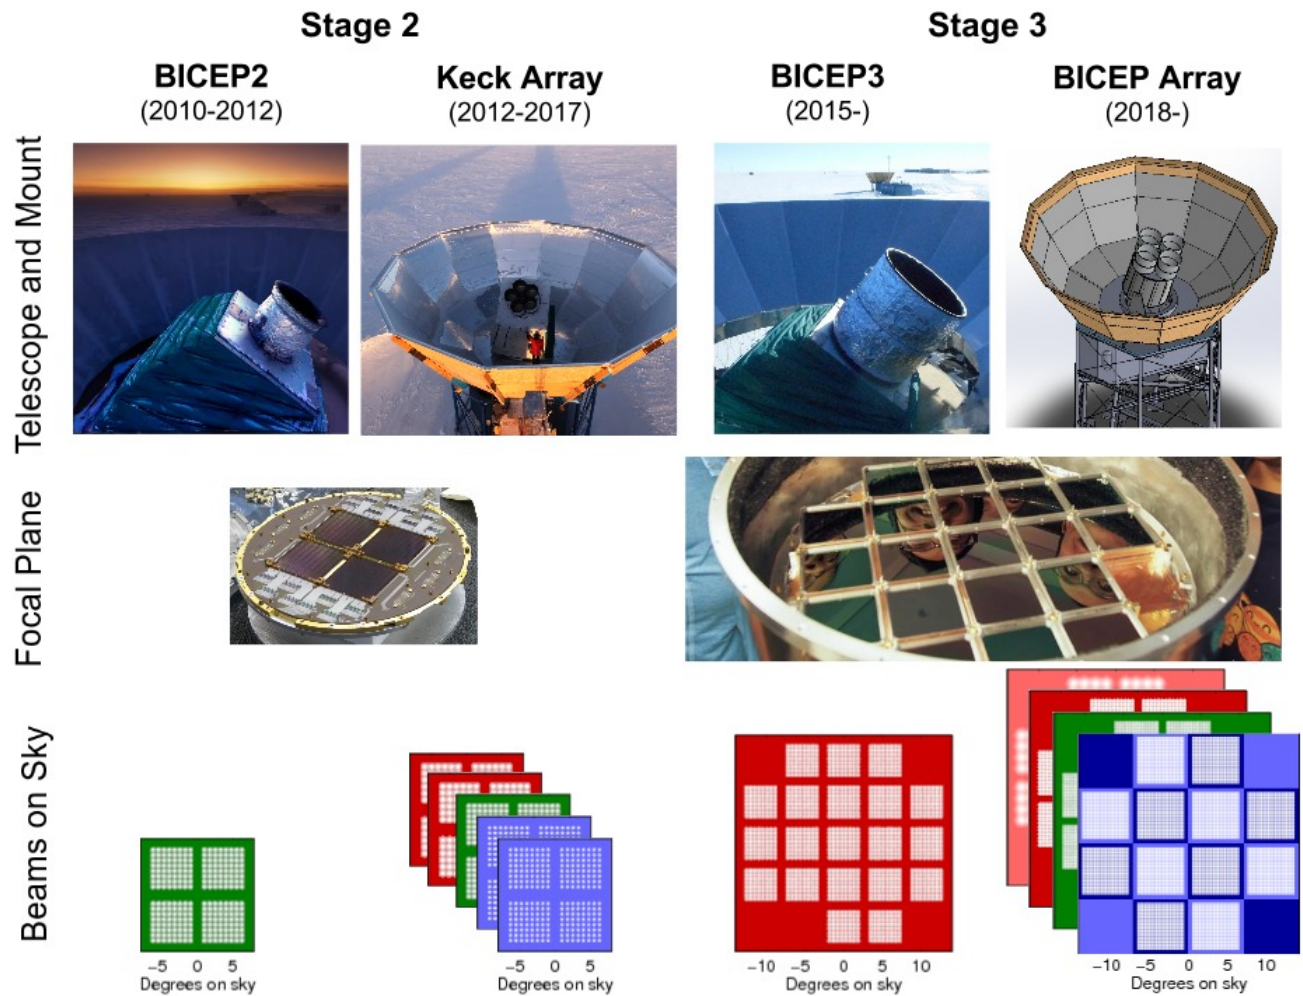 Stage 2
Stage 3
BICEP2
(2010-2012)
Keck Array
(2012-2017)
BICEP3
(2015-)
BICEP Array
(2018-)
Telescope and Mount
Focal Plane
Beams on Sky
−5 0 5
Degrees on sky
−5 0 5
Degrees on sky
−10 −5 0 5 10
Degrees on sky
−10 −5 0 5 10
Degrees on sky